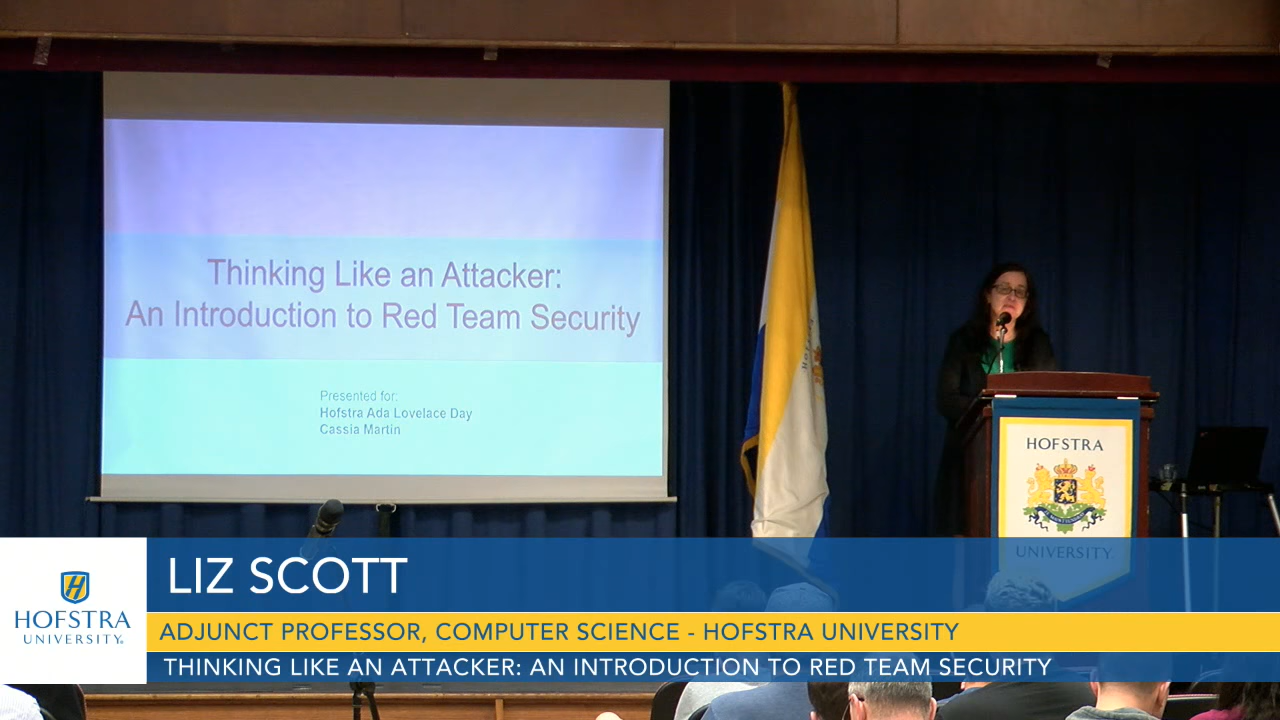 Thinking Like an Attacker:
An Introduction to Red Team Security
Presented for:
Hofstra Ada Lovelace Day
Cassia Martin
HOFSTRA
UNIVERSITY
LIZ SCOTT
H
HOFSTRA
UNIVERSITY®
ADJUNCT PROFESSOR, COMPUTER SCIENCE - HOFSTRA UNIVERSITY
THINKING LIKE AN ATTACKER: AN INTRODUCTION TO RED TEAM SECURITY